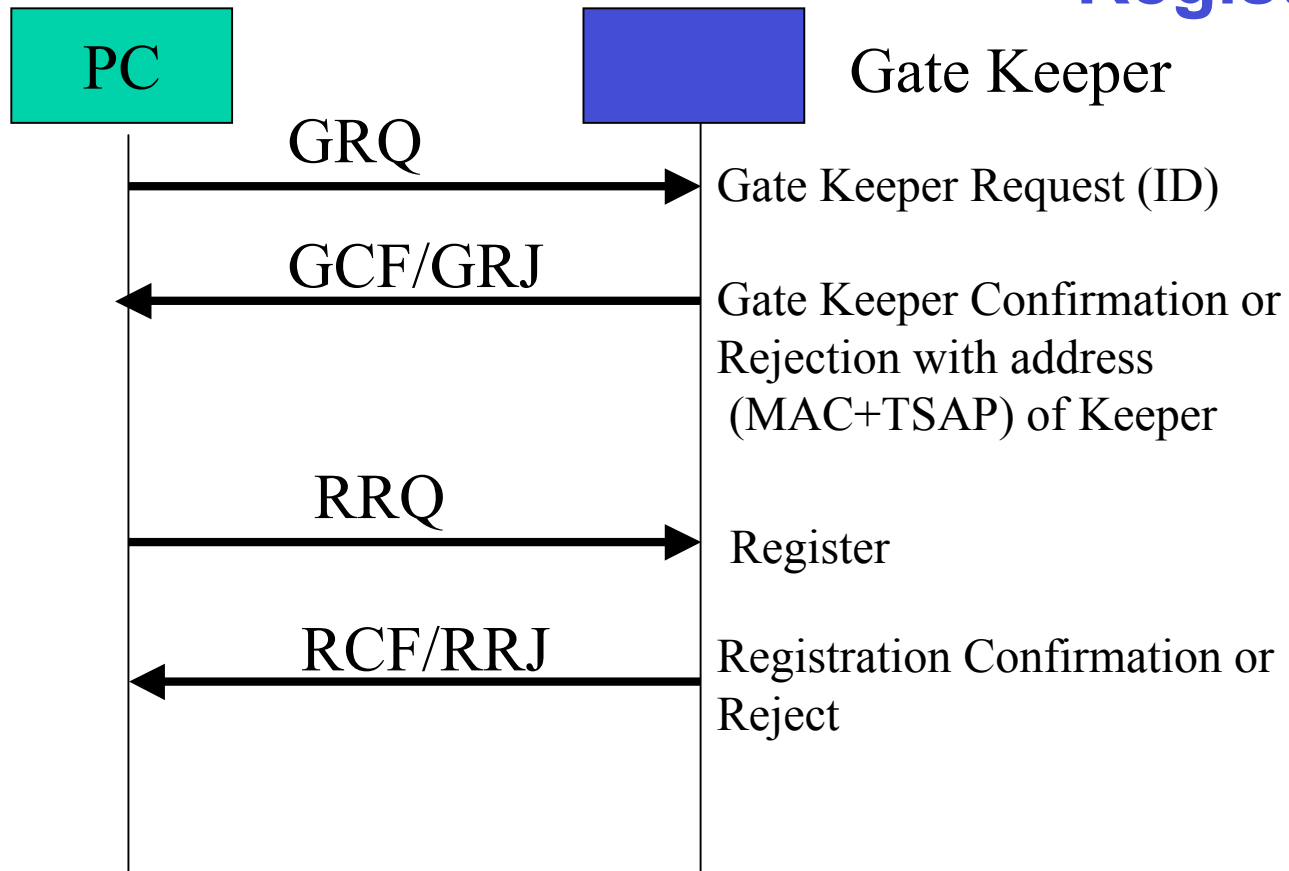 PC
Gate Keeper
GRQ
Gate Keeper Request (ID)
GCF/GRJ
Gate Keeper Confirmation or
Rejection with address
(MAC+TSAP) of Keeper
RRQ
Register
RCF/RRJ
Registration Confirmation or
Reject